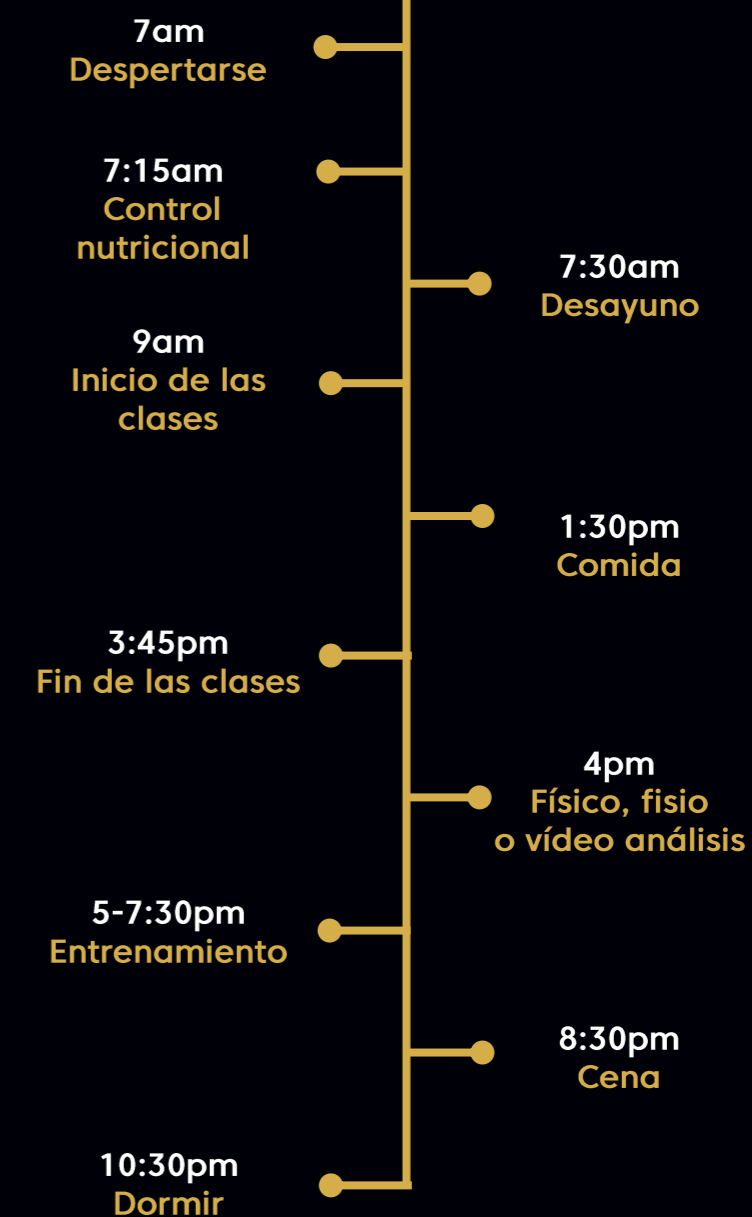 7am
Despertarse
7:15am
Control
nutricional
7:30am
Desayuno
9am
Inicio de las
clases
1:30pm
Comida
3:45pm
Fin de las clases
4pm
Físico, fisio
o vídeo análisis
5-7:30pm
Entrenamiento
8:30pm
Cena
10:30pm
Dormir